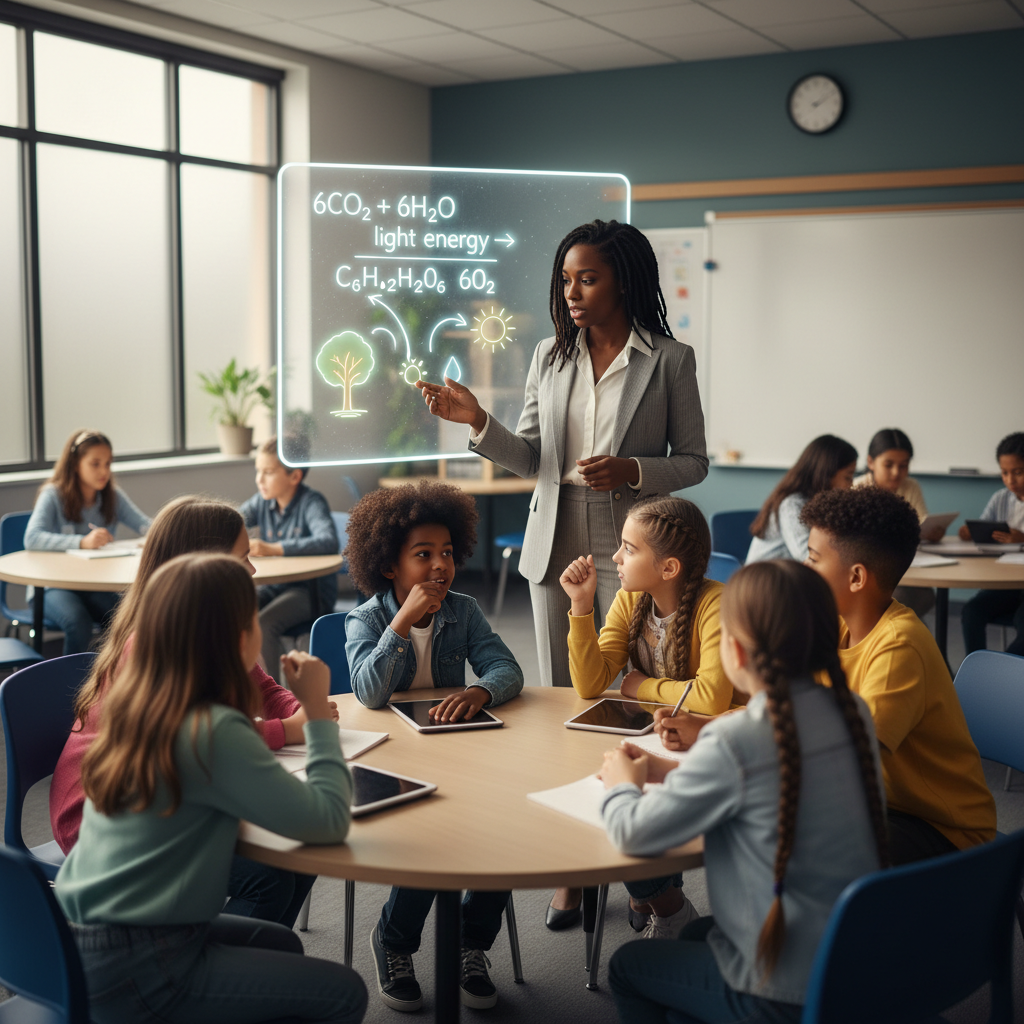 6CO₂ + 6H₂O
light energy →
C₆H₁₂H₂O₆ 6O₂